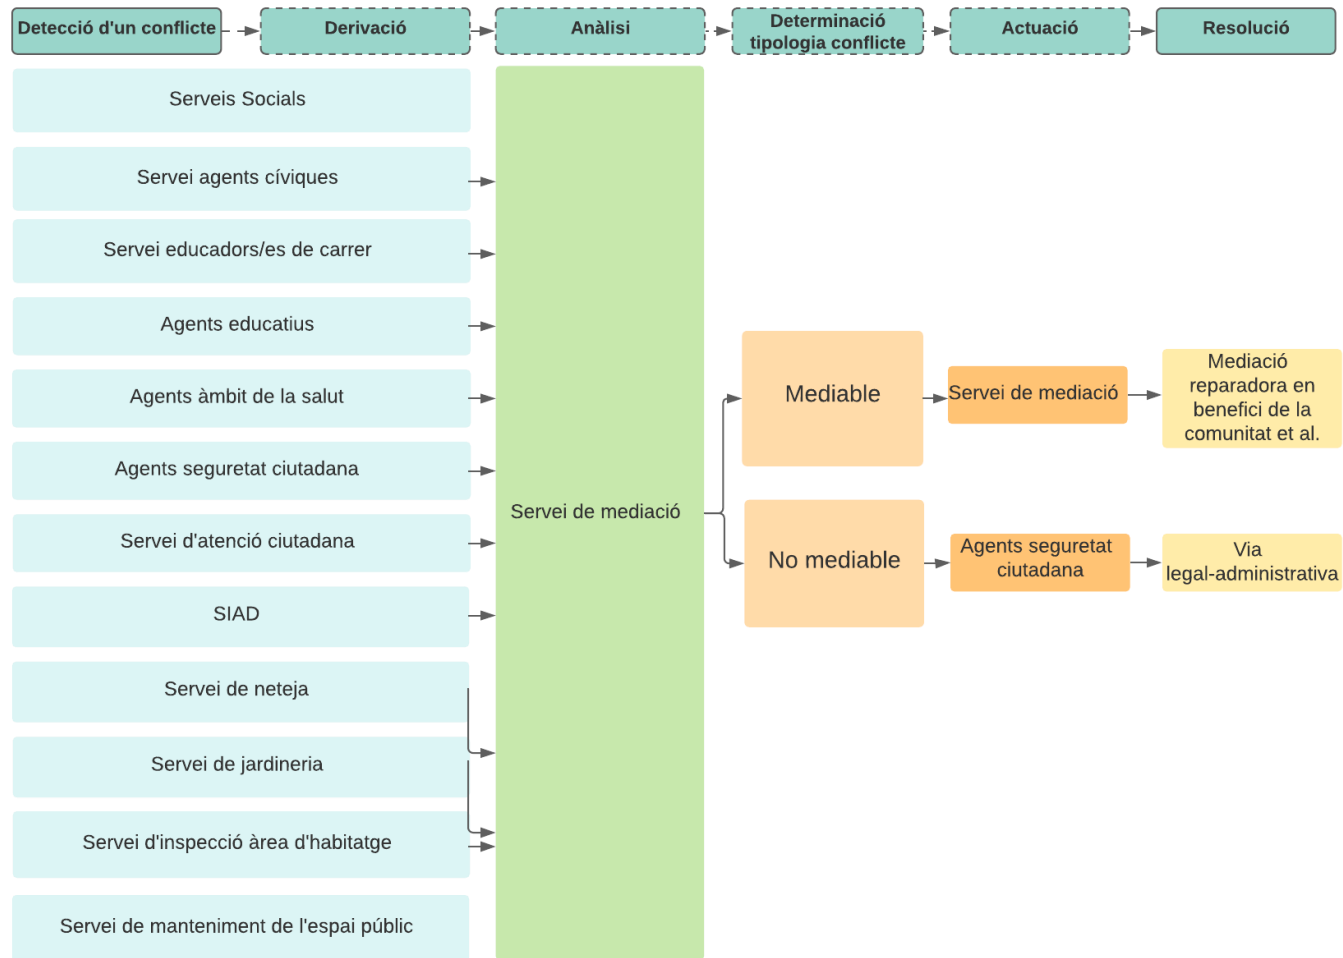 Detecció d'un conflicte
Derivació
Anàlisi
Determinació
tipologia conflicte
Actuació
Resolució
Serveis Socials
Servei agents cíviques
Servei educadors/es de carrer
Agents educatius
Agents àmbit de la salut
Agents seguretat ciutadana
Servei d'atenció ciutadana
SIAD
Servei de neteja
Servei de jardineria
Servei d'inspecció àrea d'habitatge
Servei de manteniment de l'espai públic
Servei de mediació
Mediable
Servei de mediació
Mediació
reparadora en
benefici de la
comunitat et al.
No mediable
Agents seguretat
ciutadana
Via
legal-administrativa